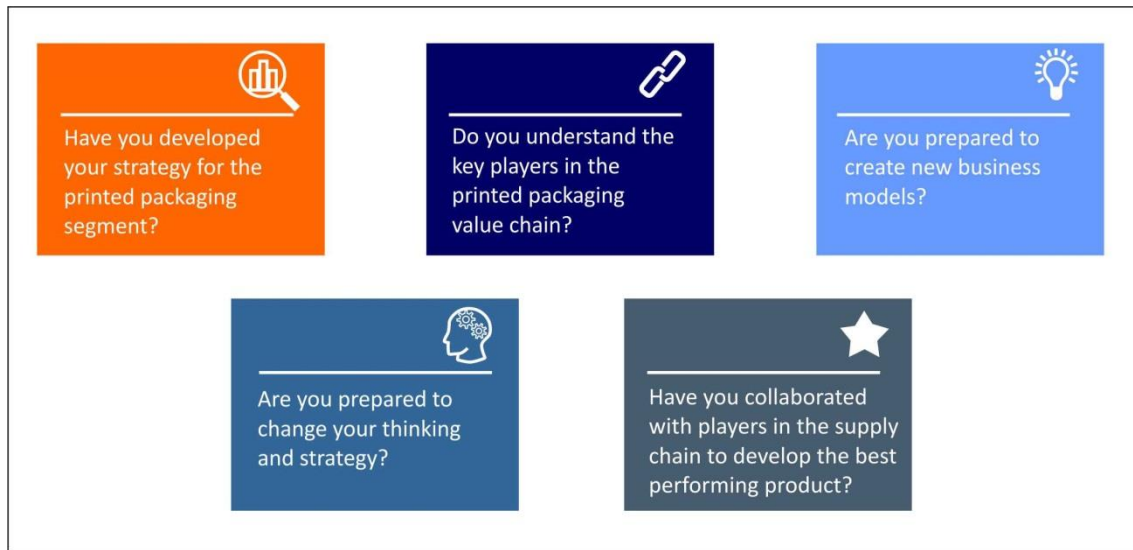 Have you developed
your strategy for the
printed packaging
segment?
Do you understand the
key players in the
printed packaging
value chain?
Are you prepared to
create new business
models?
Are you prepared to
change your thinking
and strategy?
Have you collaborated
with players in the supply
chain to develop the best
performing product?